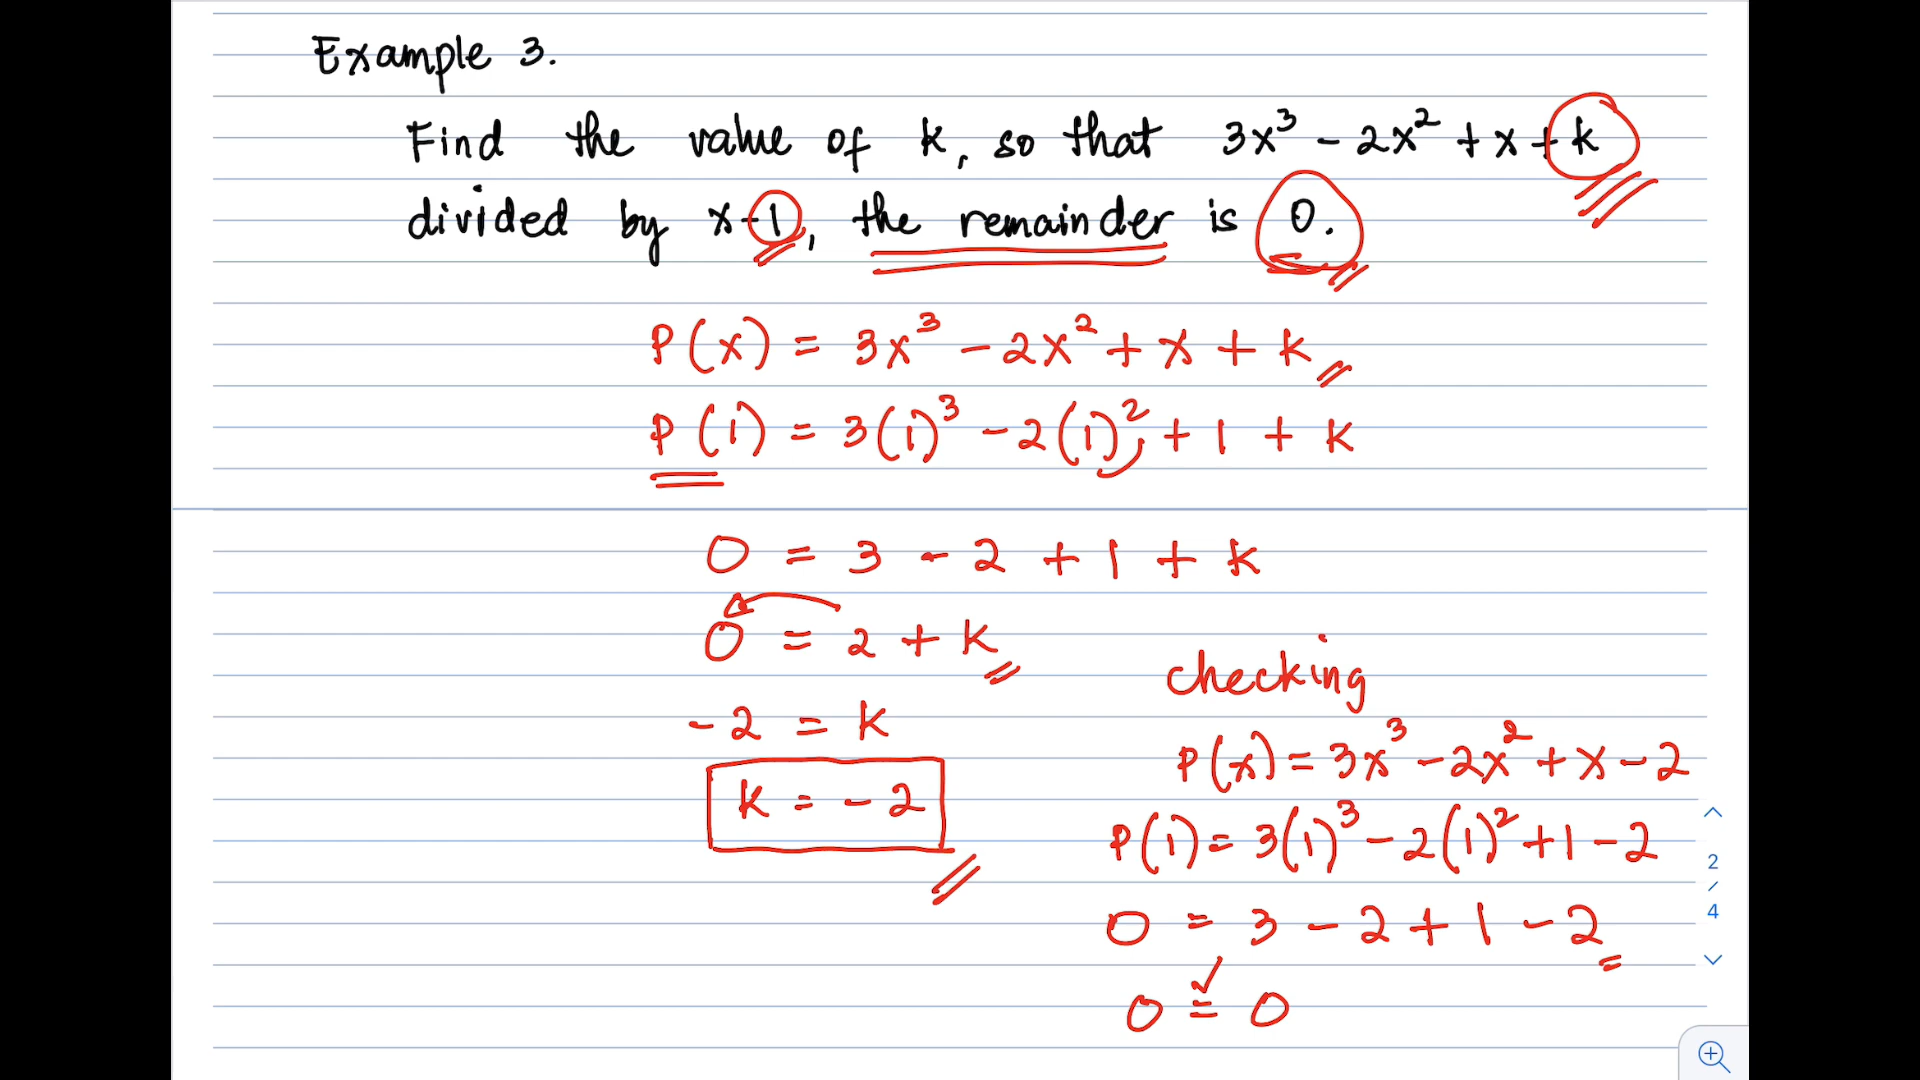 Example 3.
Find the value of k, so that 3x³ - 2x² + x + k
divided by x-1, the remainder is 0.
P(x) = 3x³ - 2x² + x + k
P(1) = 3(1)³ - 2(1)² + 1 + k
0 = 3 - 2 + 1 + k
0 = 2 + k
-2 = k
k = -2
checking
P(x) = 3x³ - 2x² + x - 2
P(1) = 3(1)³ - 2(1)² + 1 - 2
0 = 3 - 2 + 1 - 2
0 = 0
2
/
4